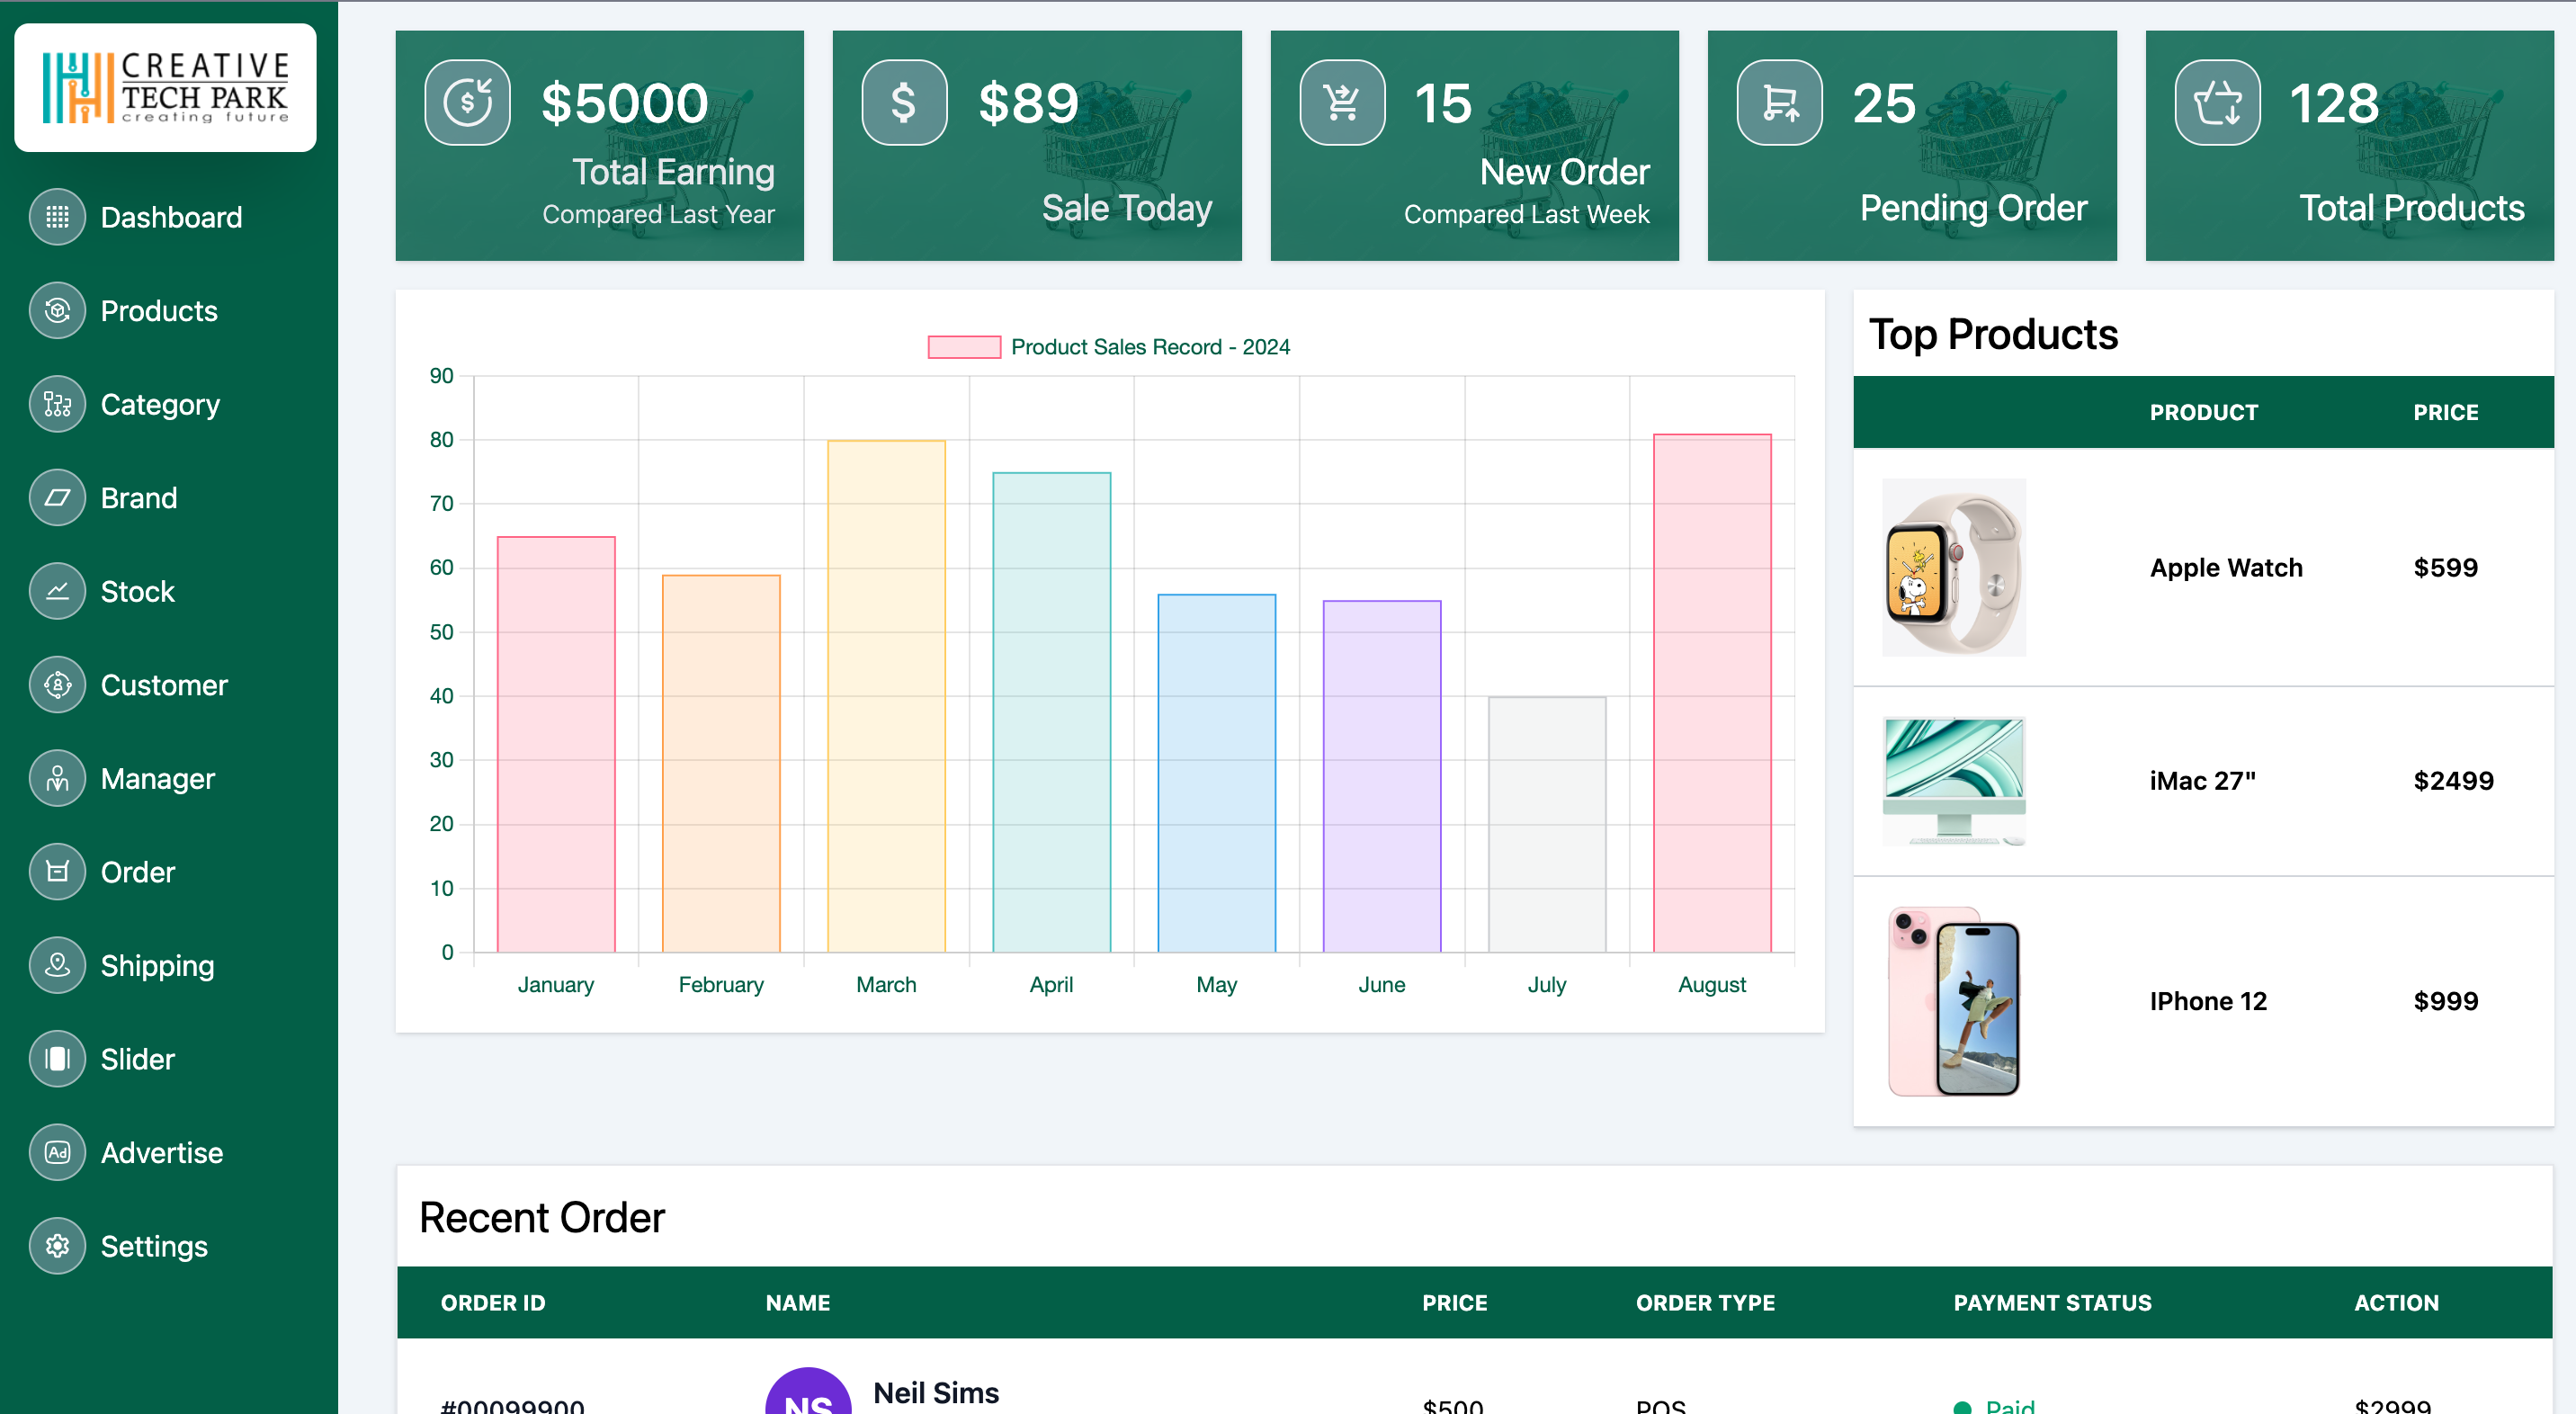 CREATIVE
TECH PARK
creating future
Dashboard
Products
Category
Brand
Stock
Customer
Manager
Order
Shipping
Slider
Ad
Advertise
Settings
$5000
Total Earning
Compared Last Year
$89
Sale Today
15
New Order
Compared Last Week
25
Pending Order
128
Total Products
Product Sales Record - 2024
90
80
70
60
50
40
30
20
10
0
January February March April May June July August
Top Products
PRODUCT PRICE
Apple Watch $599
iMac 27" $2499
IPhone 12 $999
Recent Order
ORDER ID NAME PRICE ORDER TYPE PAYMENT STATUS ACTION
#00099900 NS Neil Sims $500 POS Paid $2999